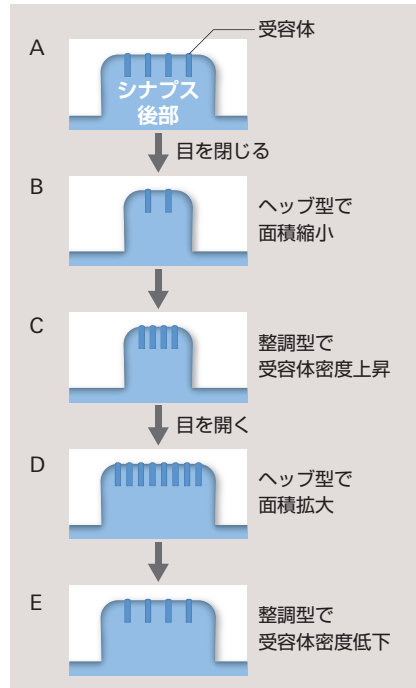 受容体
A
シナプス
後部
目を閉じる
B
ヘッブ型で
面積縮小
C
整調型で
受容体密度上昇
目を開く
D
ヘッブ型で
面積拡大
E
整調型で
受容体密度低下